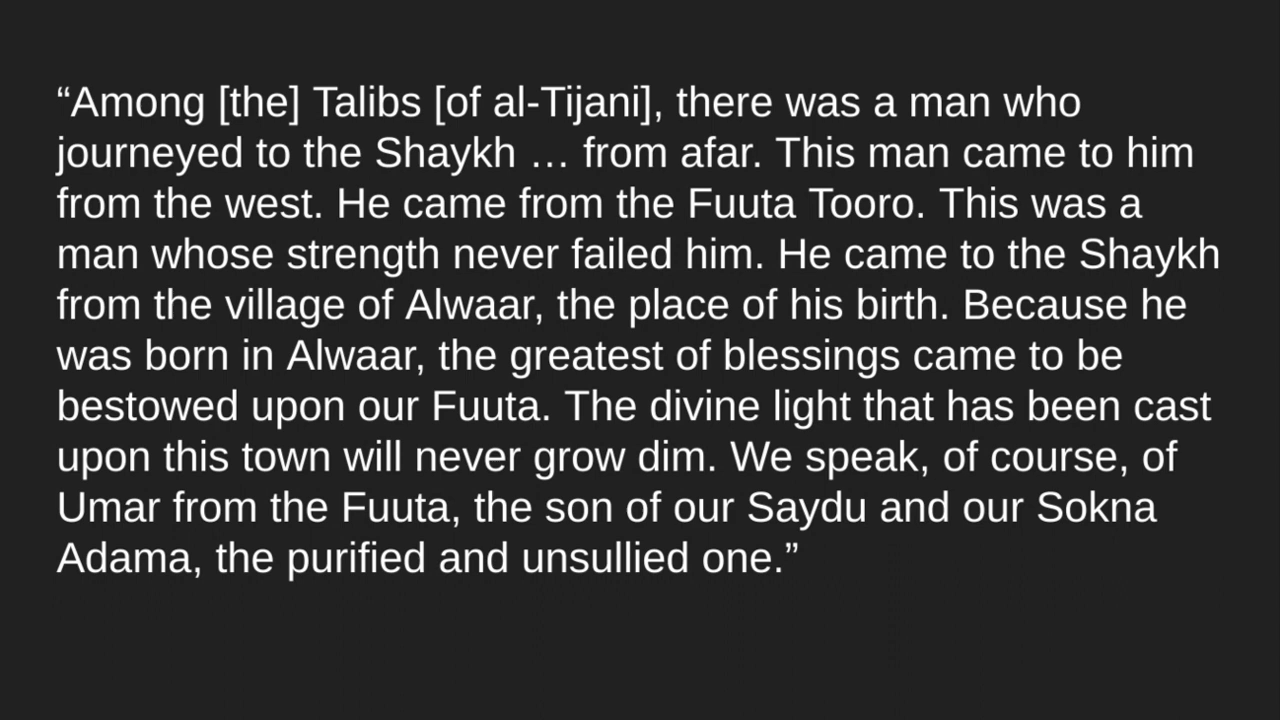 “Among [the] Talibs [of al-Tijani], there was a man who
journeyed to the Shaykh … from afar. This man came to him
from the west. He came from the Fuuta Tooro. This was a
man whose strength never failed him. He came to the Shaykh
from the village of Alwaar, the place of his birth. Because he
was born in Alwaar, the greatest of blessings came to be
bestowed upon our Fuuta. The divine light that has been cast
upon this town will never grow dim. We speak, of course, of
Umar from the Fuuta, the son of our Saydu and our Sokna
Adama, the purified and unsullied one.”